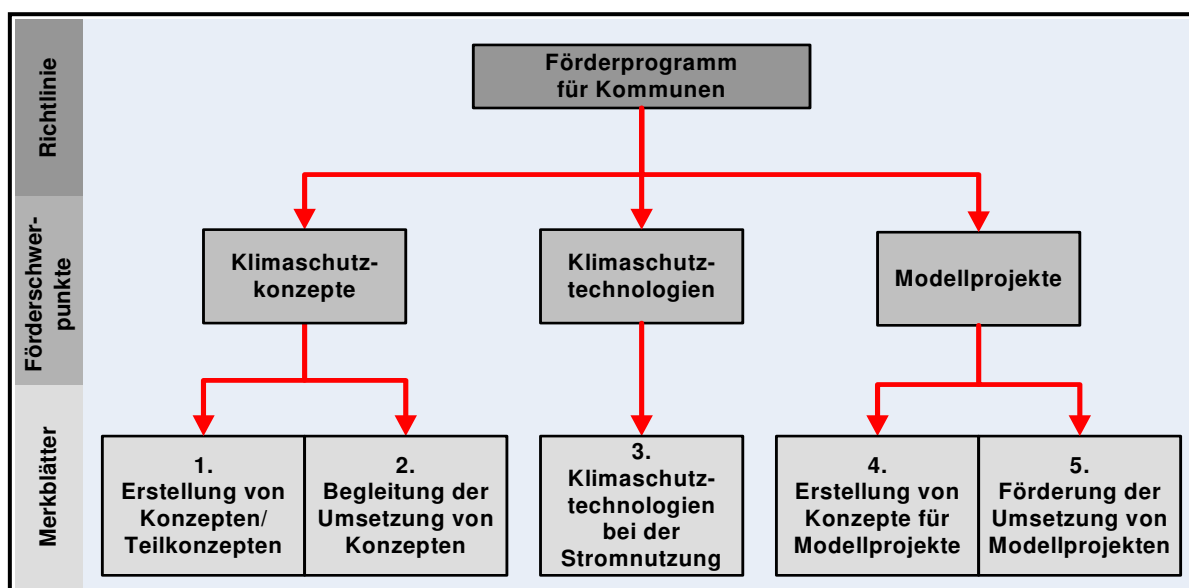 Richtlinie
Förderprogramm
für Kommunen
Förderschwer-
punkte
Klimaschutz-
konzepte
Klimaschutz-
technologien
Modellprojekte
Merkblätter
1.
Erstellung von
Konzepten/
Teilkonzepten
2.
Begleitung der
Umsetzung von
Konzepten
3.
Klimaschutz-
technologien
bei der
Stromnutzung
4.
Erstellung von
Konzepte für
Modellprojekte
5.
Förderung der
Umsetzung von
Modellprojekten